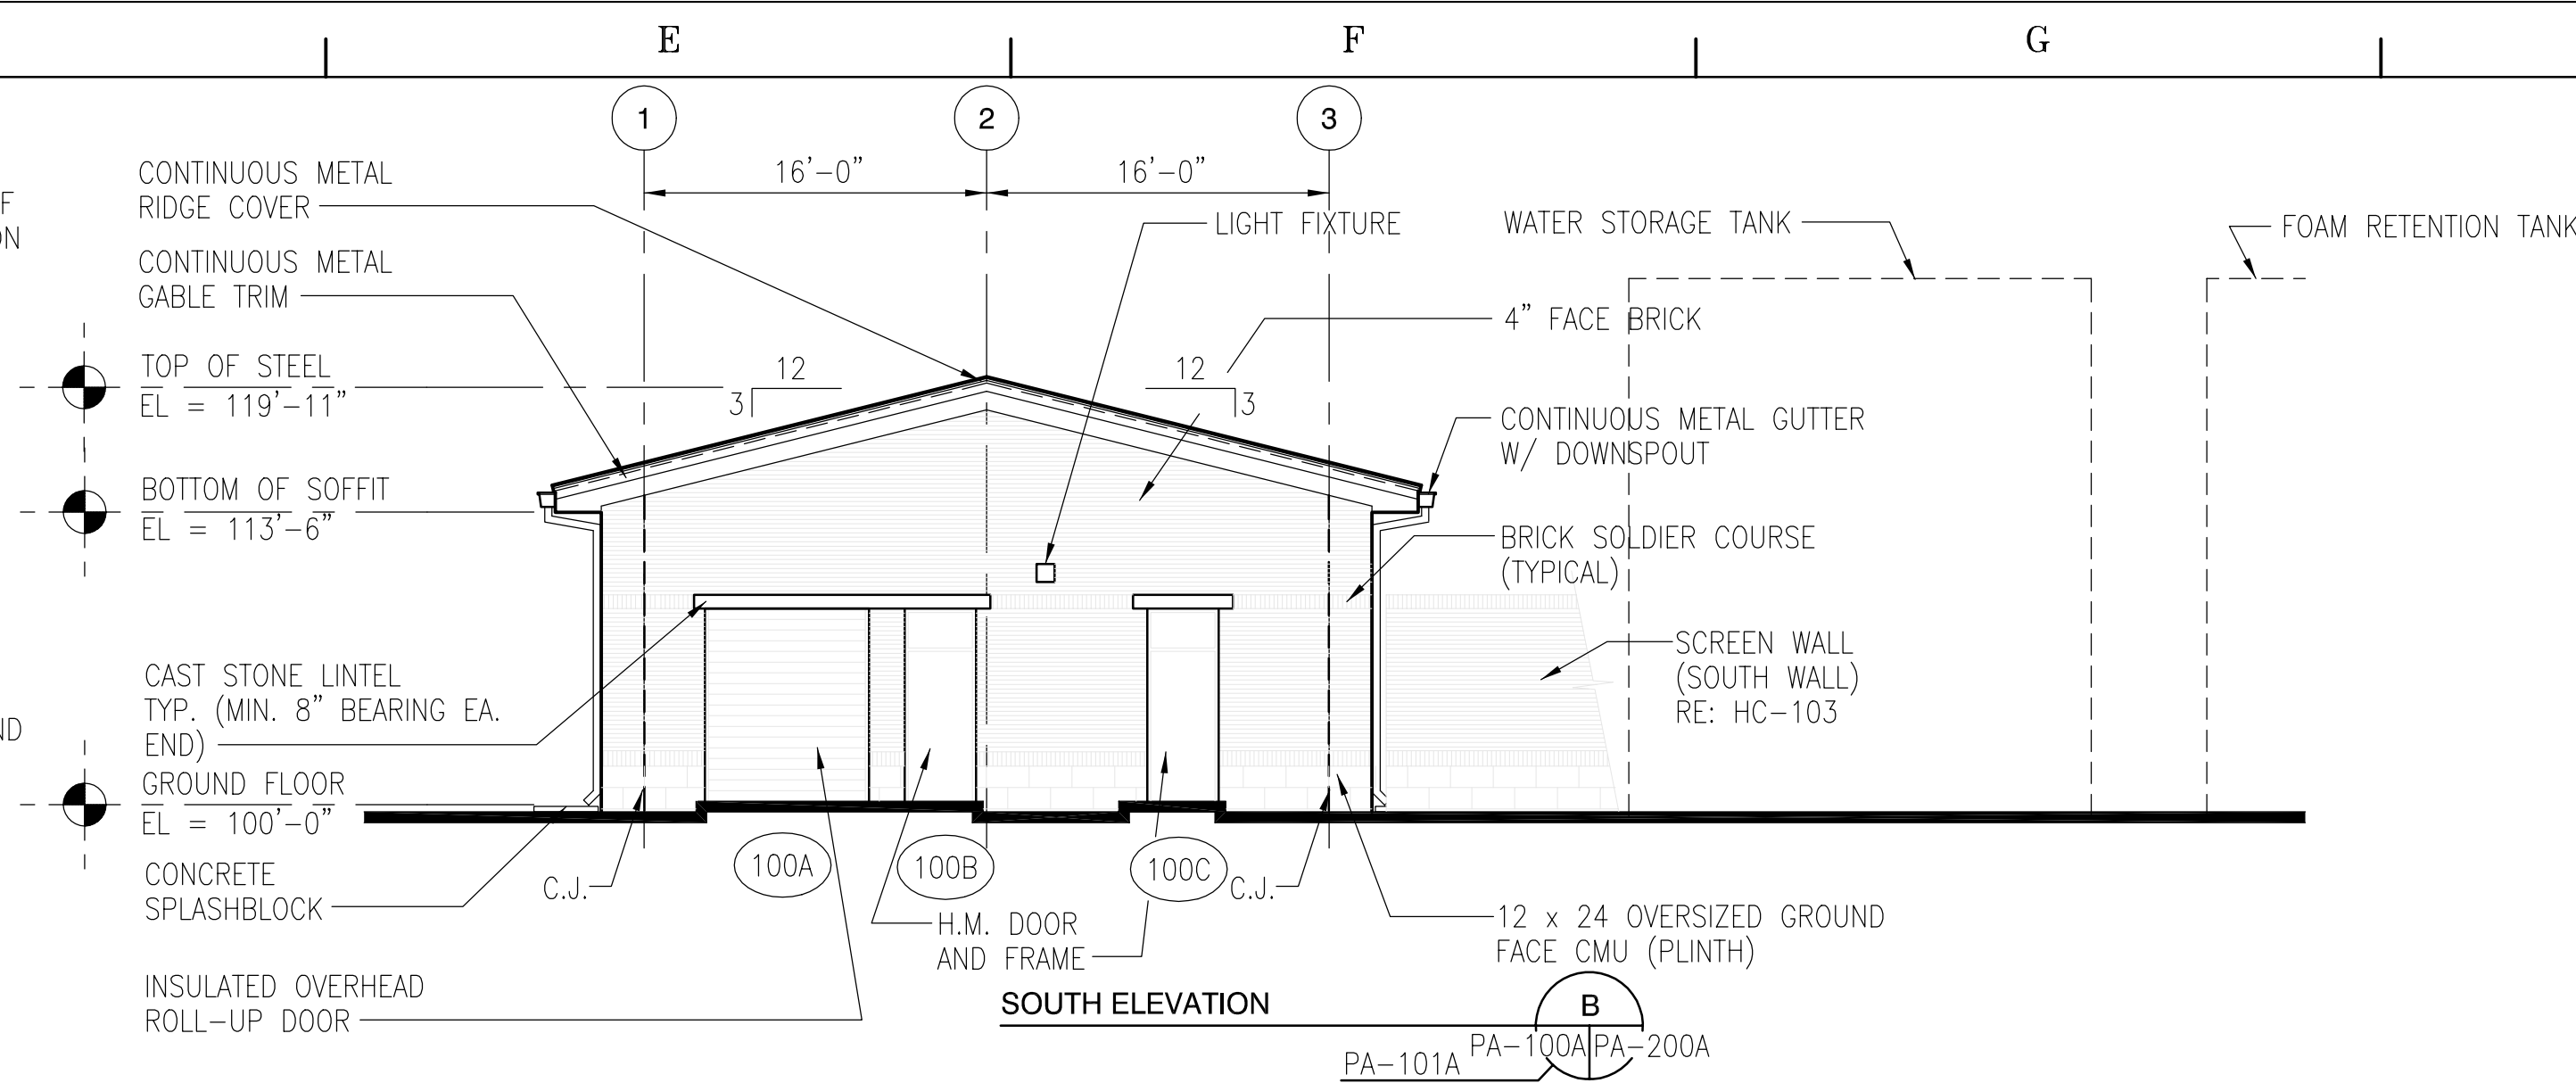 E
F
G
1
2
3
16'-0"
16'-0"
CONTINUOUS METAL
RIDGE COVER
F
ON
CONTINUOUS METAL
GABLE TRIM
LIGHT FIXTURE
WATER STORAGE TANK
FOAM RETENTION TANK
4" FACE BRICK
TOP OF STEEL
EL = 119'-11"
12
3
12
3
CONTINUOUS METAL GUTTER
W/ DOWNSPOUT
BOTTOM OF SOFFIT
EL = 113'-6"
BRICK SOLDIER COURSE
(TYPICAL)
SCREEN WALL
(SOUTH WALL)
RE: HC-103
CAST STONE LINTEL
TYP. (MIN. 8" BEARING EA.
END)
ND
GROUND FLOOR
EL = 100'-0"
CONCRETE
SPLASHBLOCK
C.J.
100A
100B
100C
C.J.
H.M. DOOR
AND FRAME
12 x 24 OVERSIZED GROUND
FACE CMU (PLINTH)
INSULATED OVERHEAD
ROLL-UP DOOR
SOUTH ELEVATION
B
PA-100A
PA-200A
PA-101A